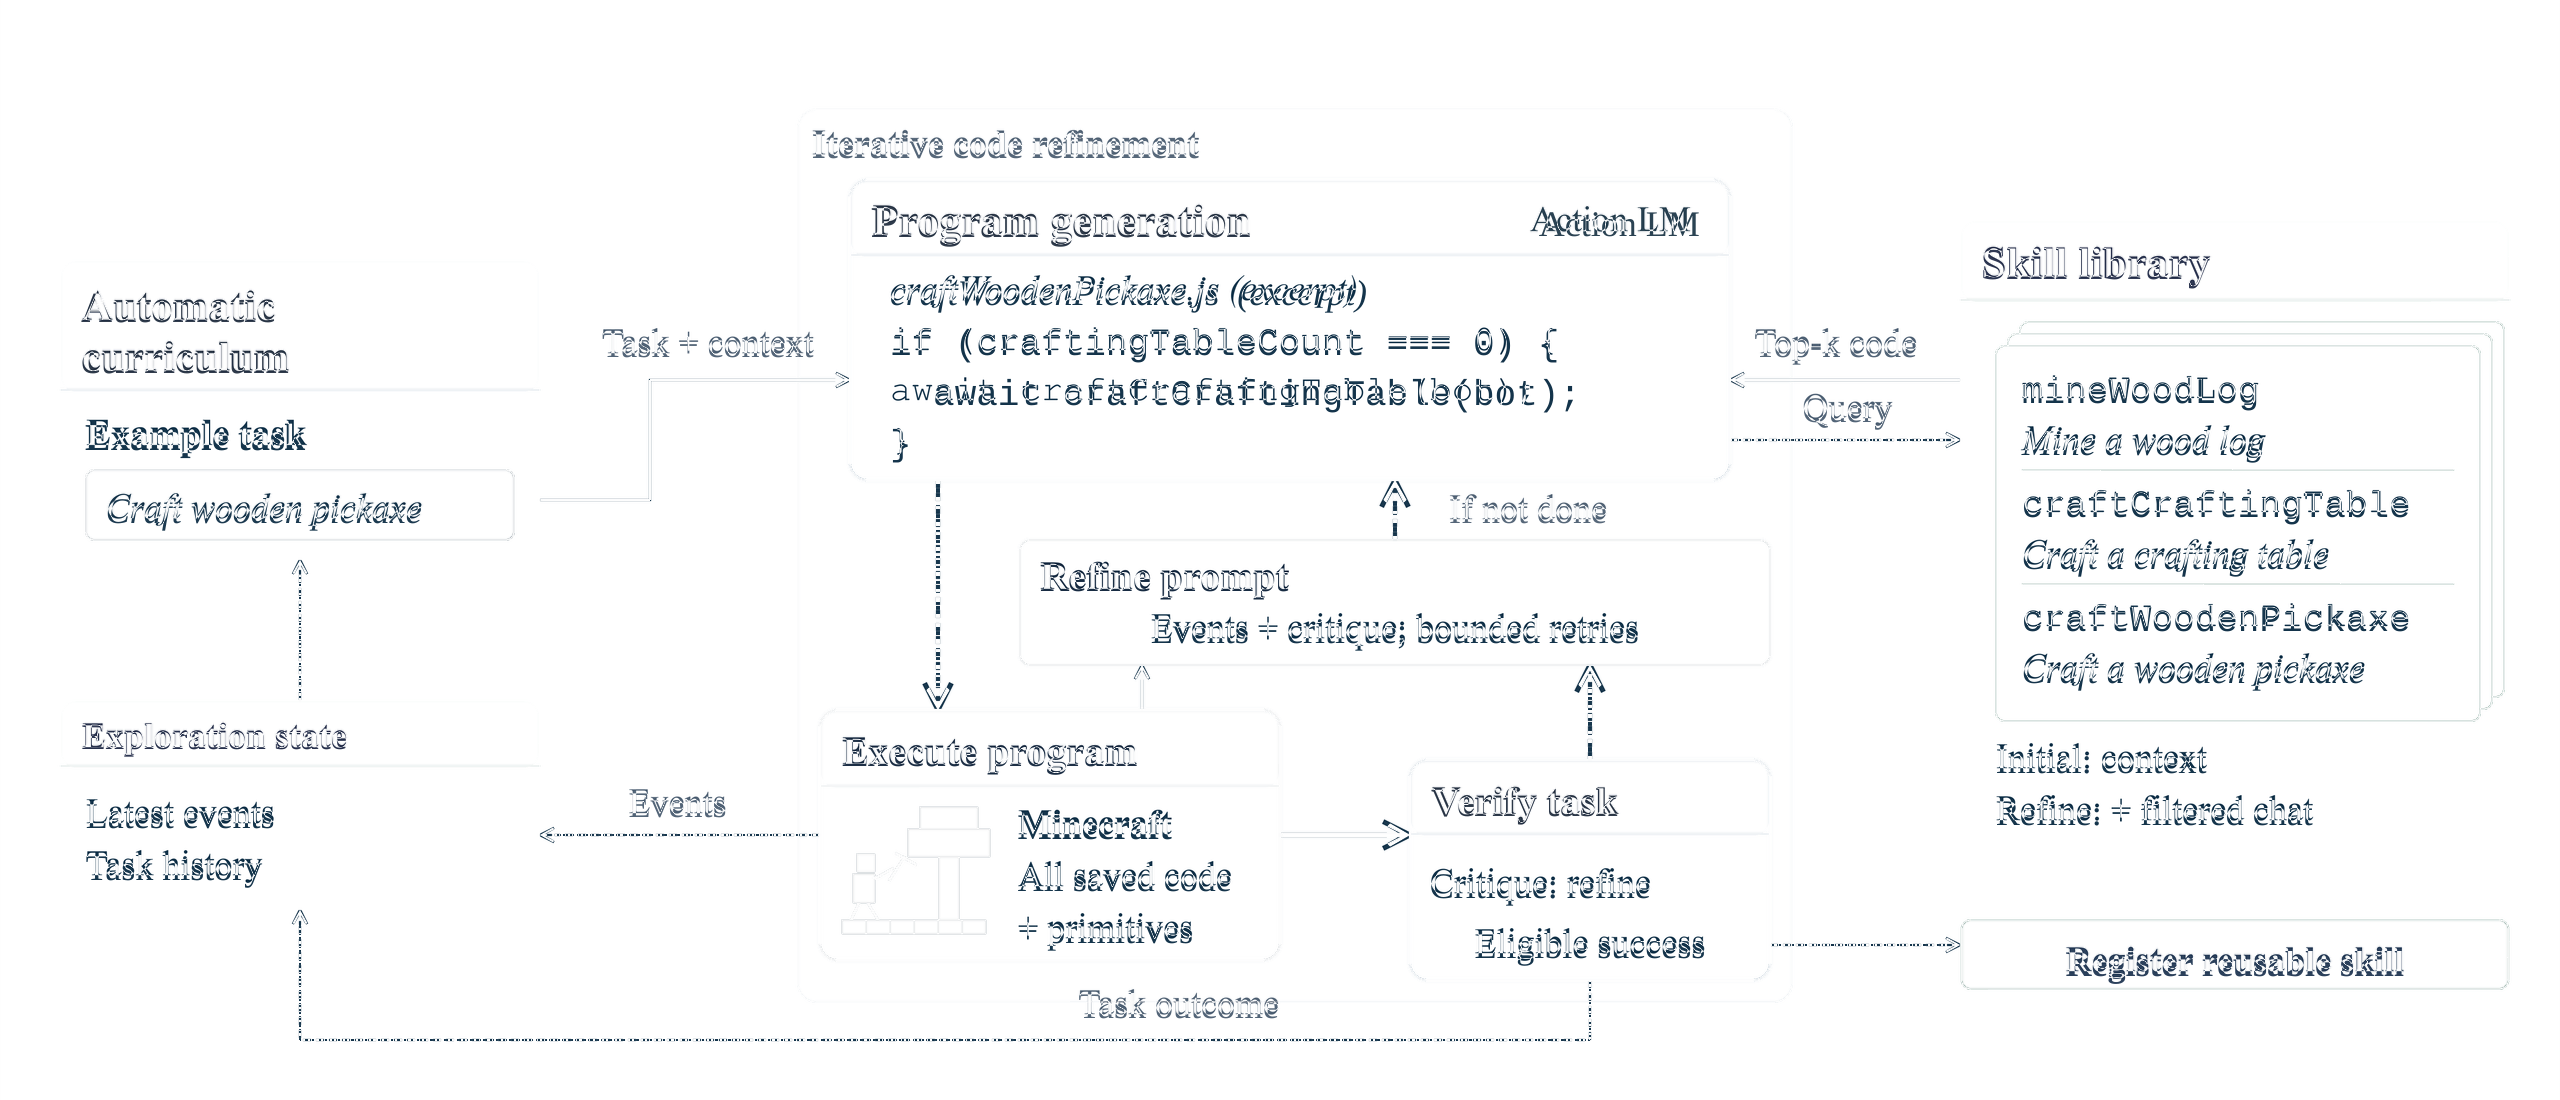 Iterative code refinement
Program generation
Action LM
craftWoodenPickaxe.js (excerpt)
if (craftingTableCount === 0) {
await craftCraftingTable(bot);
}
Automatic
curriculum
Example task
Craft wooden pickaxe
Task + context
Top-k code
Query
Skill library
mineWoodLog
Mine a wood log
craftCraftingTable
Craft a crafting table
craftWoodenPickaxe
Craft a wooden pickaxe
Initial: context
Refine: + filtered chat
If not done
Refine prompt
Events + critique; bounded retries
Exploration state
Latest events
Task history
Events
Execute program
Minecraft
All saved code
+ primitives
Verify task
Critique: refine
Eligible success
Register reusable skill
Task outcome